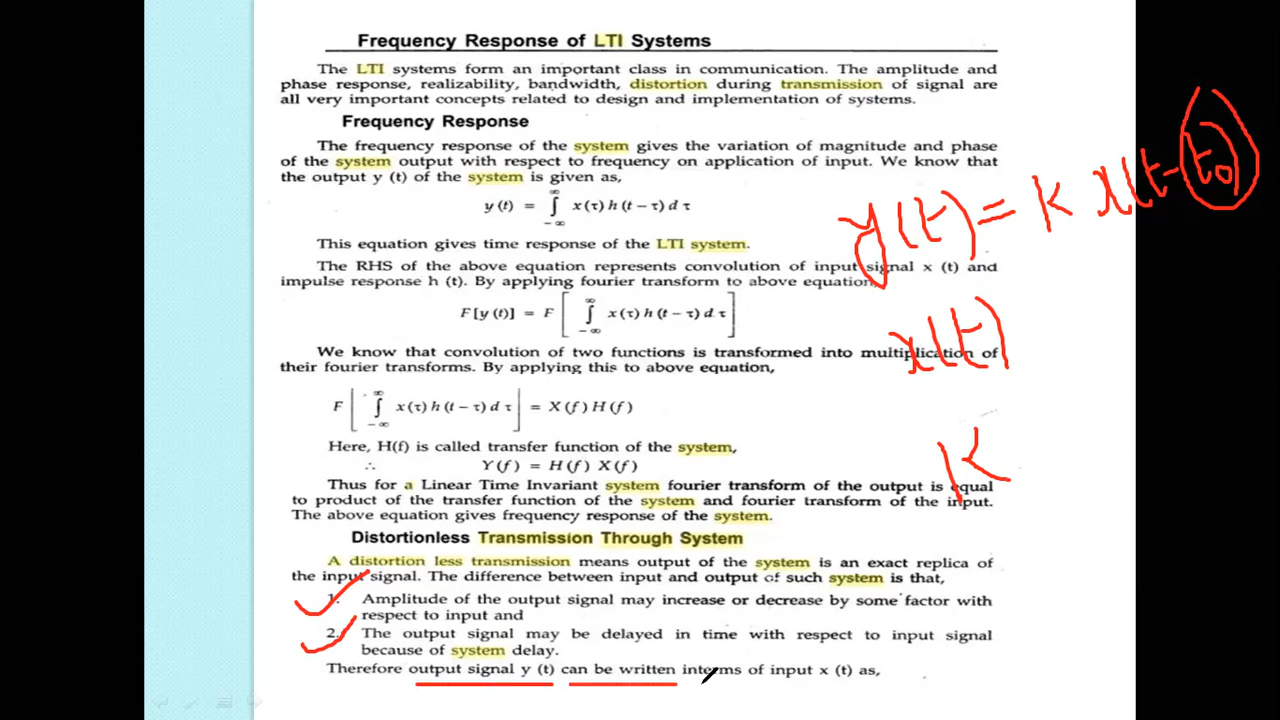 Frequency Response of LTI Systems
The LTI systems form an important class in communication. The amplitude and
phase response, realizability, bandwidth, distortion during transmission of signal are
all very important concepts related to design and implementation of systems.
Frequency Response
The frequency response of the system gives the variation of magnitude and phase
of the system output with respect to frequency on application of input. We know that
the output y (t) of the system is given as,
y (t) = ∫_{-∞}^{∞} x (τ) h (t – τ) d τ
y(t) = K x(t-t0)
This equation gives time response of the LTI system.
The RHS of the above equation represents convolution of input signal x (t) and
impulse response h (t). By applying fourier transform to above equation,
F [y (t)] = F [ ∫_{-∞}^{∞} x (τ) h (t – τ) d τ ]
x(t)
We know that convolution of two functions is transformed into multiplication of
their fourier transforms. By applying this to above equation,
F [ ∫_{-∞}^{∞} x (τ) h (t – τ) d τ ] = X (f) H (f)
Here, H(f) is called transfer function of the system,
∴ Y (f) = H (f) X (f)
K
Thus for a Linear Time Invariant system fourier transform of the output is equal
to product of the transfer function of the system and fourier transform of the input.
The above equation gives frequency response of the system.
Distortionless Transmission Through System
A distortion less transmission means output of the system is an exact replica of
the input signal. The difference between input and output of such system is that,
1. Amplitude of the output signal may increase or decrease by some factor with
respect to input and
2. The output signal may be delayed in time with respect to input signal
because of system delay.
Therefore output signal y (t) can be written interms of input x (t) as,